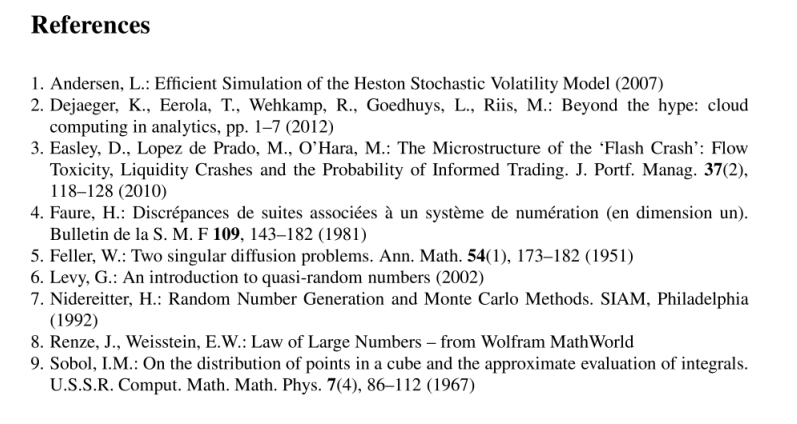 References
1. Andersen, L.: Efficient Simulation of the Heston Stochastic Volatility Model (2007)
2. Dejaeger, K., Eerola, T., Wehkamp, R., Goedhuys, L., Riis, M.: Beyond the hype: cloud
computing in analytics, pp. 1–7 (2012)
3. Easley, D., Lopez de Prado, M., O’Hara, M.: The Microstructure of the ‘Flash Crash’: Flow
Toxicity, Liquidity Crashes and the Probability of Informed Trading. J. Portf. Manag. 37(2),
118–128 (2010)
4. Faure, H.: Discrépances de suites associées à un système de numération (en dimension un).
Bulletin de la S. M. F 109, 143–182 (1981)
5. Feller, W.: Two singular diffusion problems. Ann. Math. 54(1), 173–182 (1951)
6. Levy, G.: An introduction to quasi-random numbers (2002)
7. Nidereitter, H.: Random Number Generation and Monte Carlo Methods. SIAM, Philadelphia
(1992)
8. Renze, J., Weisstein, E.W.: Law of Large Numbers – from Wolfram MathWorld
9. Sobol, I.M.: On the distribution of points in a cube and the approximate evaluation of integrals.
U.S.S.R. Comput. Math. Math. Phys. 7(4), 86–112 (1967)